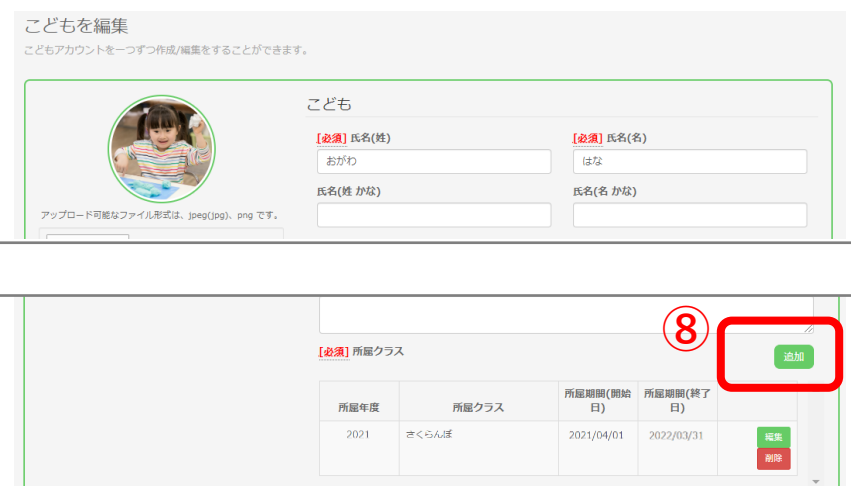 こどもを編集
こどもアカウントを一つずつ作成/編集をすることができます。
こども
[必須] 氏名(姓)
[必須] 氏名(名)
おがわ
はな
氏名(姓 かな)
氏名(名 かな)
アップロード可能なファイル形式は、jpeg(jpg)、png です。
⑧
[必須] 所属クラス
追加
所属年度
所属クラス
所属期間(開始
日)
所属期間(終了
日)
2021
さくらんぼ
2021/04/01
2022/03/31
編集
削除